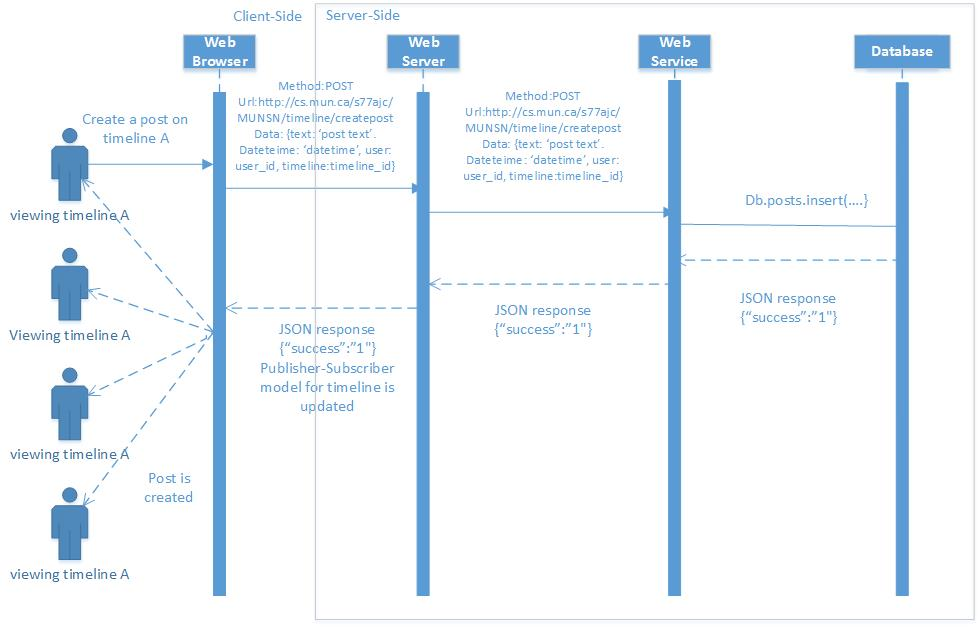 Client-Side
Server-Side
Web
Browser
Web
Server
Web
Service
Database
Create a post on
timeline A
Method:POST
Url:http://cs.mun.ca/s77ajc/
MUNSN/timeline/createpost
Data: {text: ‘post text’.
Dateteime: ‘datetime’, user:
user_id, timeline:timeline_id}
Method:POST
Url:http://cs.mun.ca/s77ajc/
MUNSN/timeline/createpost
Data: {text: ‘post text’.
Dateteime: ‘datetime’, user:
user_id, timeline:timeline_id}
Db.posts.insert(....}
viewing timeline A
Viewing timeline A
viewing timeline A
viewing timeline A
JSON response
{“success”:”1"}
Publisher-Subscriber
model for timeline is
updated
JSON response
{“success”:”1"}
JSON response
{“success”:”1"}
Post is
created